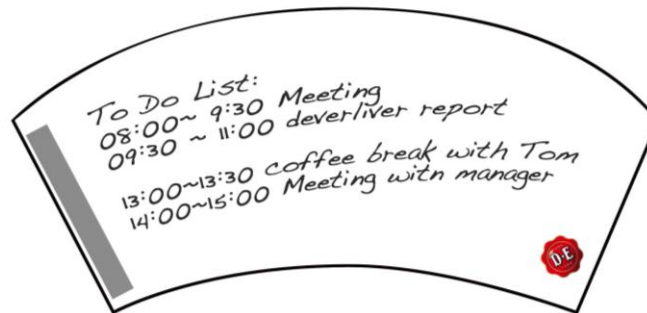 To Do List:
08:00~ 9:30 Meeting
09:30 ~ 11:00 deverliver report
13:00~13:30 coffee break with Tom
14:00~15:00 Meeting witn manager
D·E